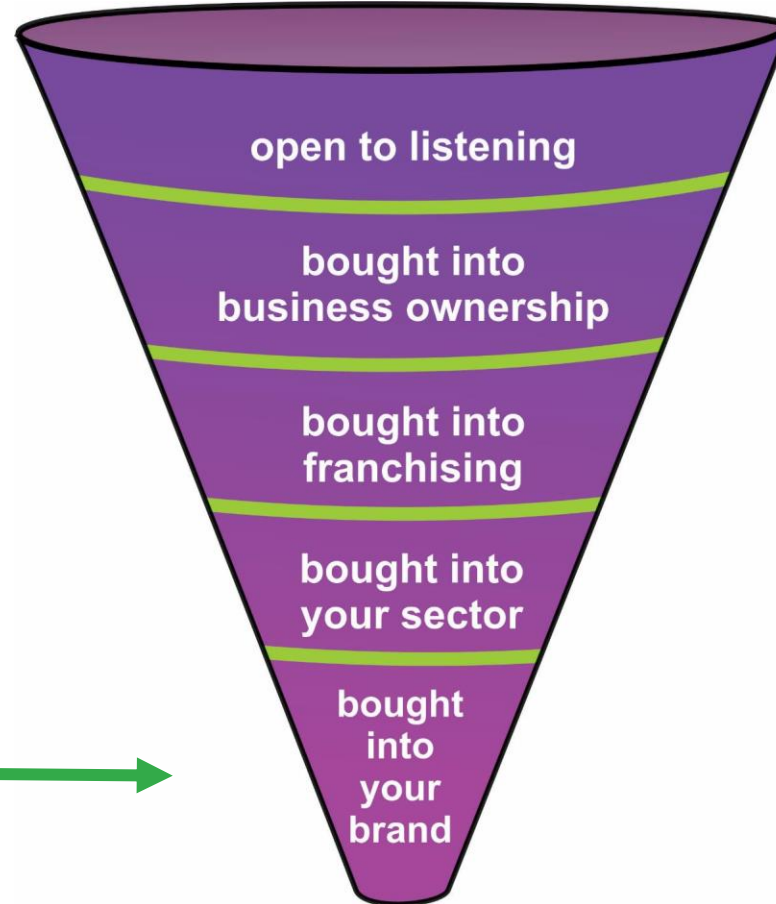 open to listening
bought into
business ownership
bought into
franchising
bought into
your sector
bought
into
your
brand